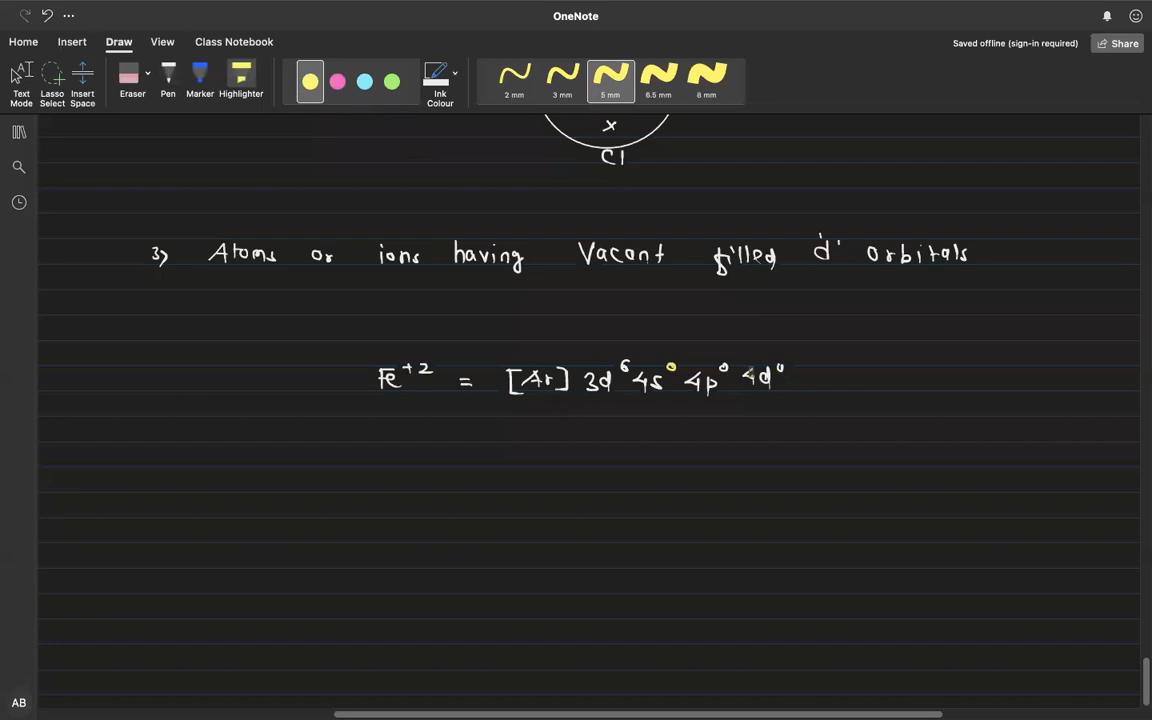 OneNote
Home Insert Draw View Class Notebook
Saved offline (sign-in required) Share
Text Mode Lasso Select Insert Space Eraser Pen Marker Highlighter Ink Colour 2 mm 3 mm 5 mm 6.5 mm 8 mm
x
Cl
3) Atoms or ions having Vacant filled 'd' orbitals
Fe⁺² = [Ar] 3d⁶ 4s⁰ 4p⁰ 4d⁰
AB